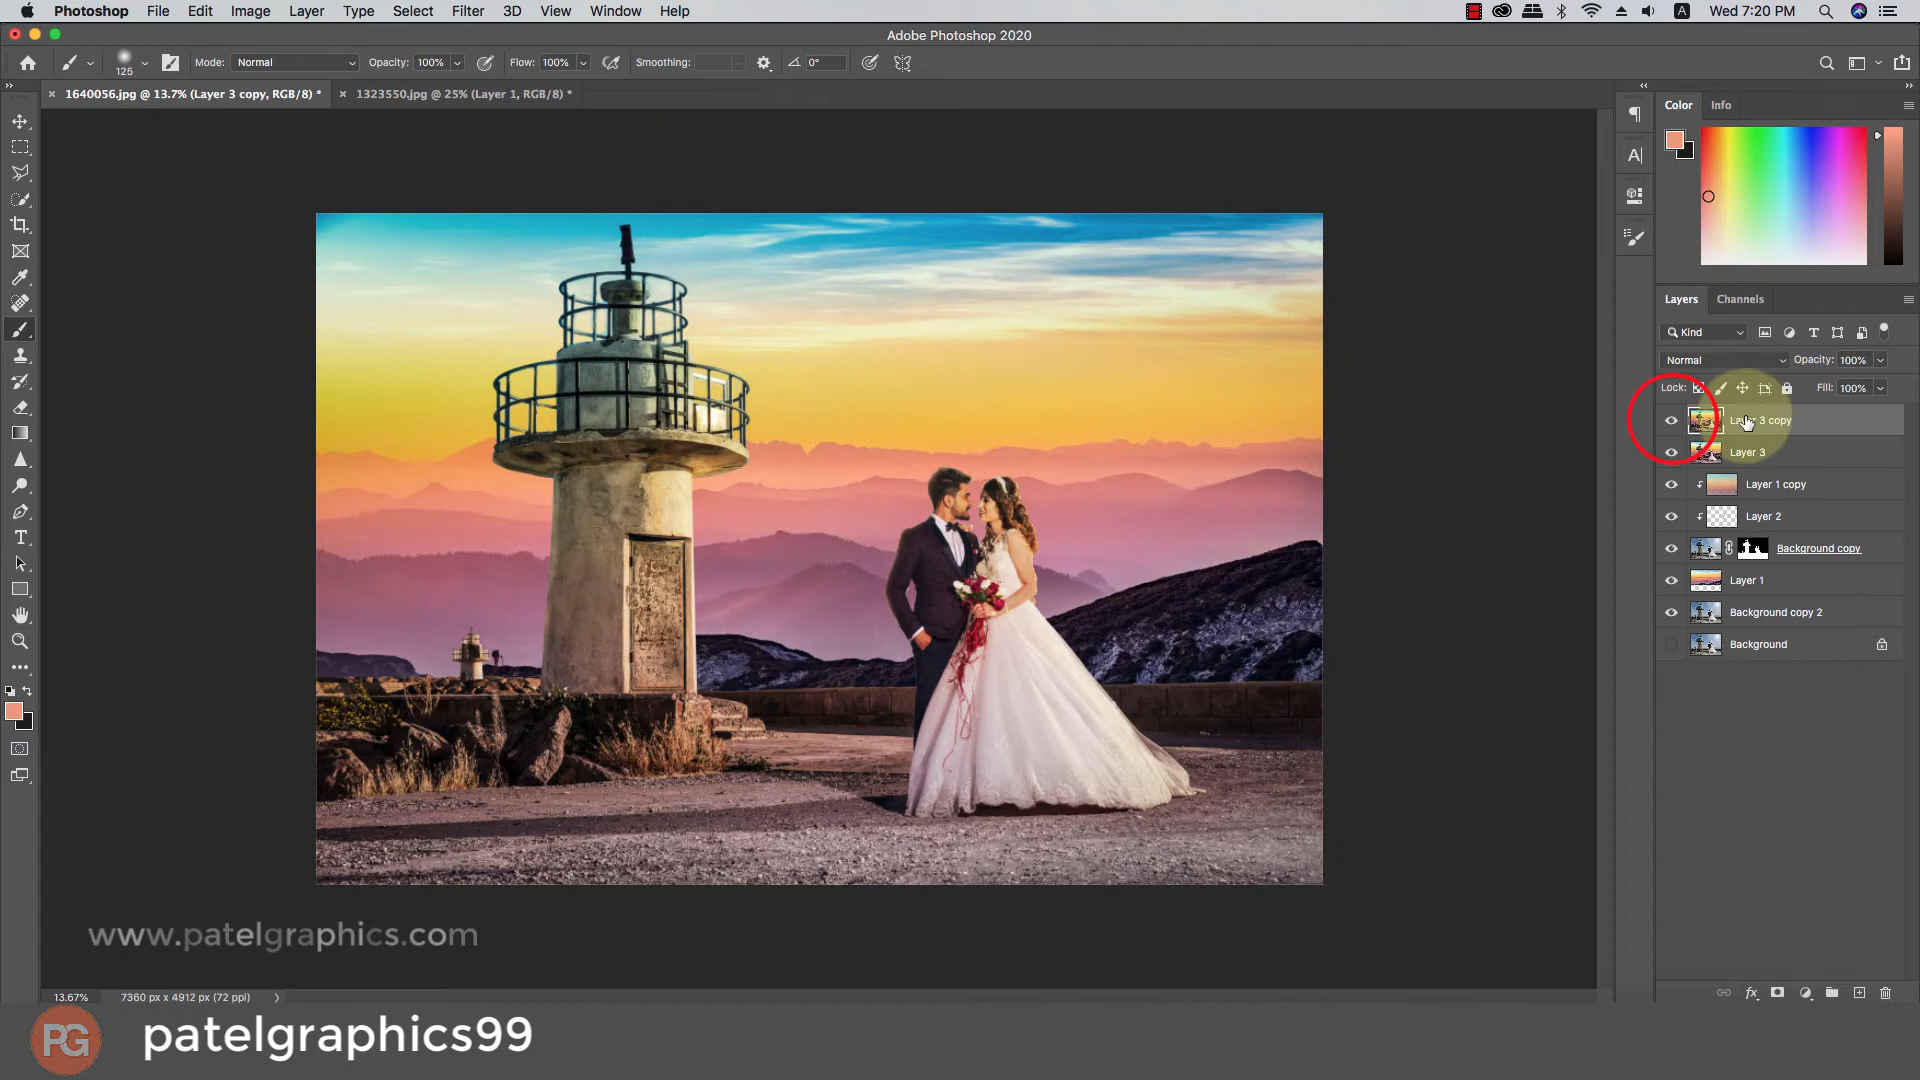 Photoshop File Edit Image Layer Type Select Filter 3D View Window Help
A Wed 7:20 PM
Adobe Photoshop 2020
125 Mode: Normal Opacity: 100% Flow: 100% Smoothing: 0°
1640056.jpg @ 13.7% (Layer 3 copy, RGB/8) * 1323550.jpg @ 25% (Layer 1, RGB/8) *
Color Info
A
Layers Channels
Kind
Normal Opacity: 100%
Lock: Fill: 100%
Layer 3 copy
Layer 3
Layer 1 copy
Layer 2
Background copy
Layer 1
Background copy 2
Background
www.patelgraphics.com
13.67% 7360 px x 4912 px (72 ppi)
PG patelgraphics99